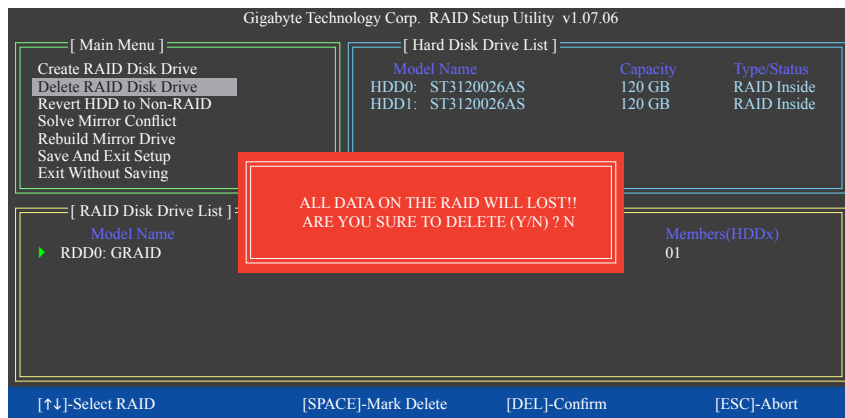 Gigabyte Technology Corp. RAID Setup Utility v1.07.06
[ Main Menu ]
Create RAID Disk Drive
Delete RAID Disk Drive
Revert HDD to Non-RAID
Solve Mirror Conflict
Rebuild Mirror Drive
Save And Exit Setup
Exit Without Saving
[ Hard Disk Drive List ]
Model Name Capacity Type/Status
HDD0: ST3120026AS 120 GB RAID Inside
HDD1: ST3120026AS 120 GB RAID Inside
ALL DATA ON THE RAID WILL LOST!!
ARE YOU SURE TO DELETE (Y/N) ? N
[ RAID Disk Drive List ]
Model Name Members(HDDx)
RDD0: GRAID 01
[↑↓]-Select RAID [SPACE]-Mark Delete [DEL]-Confirm [ESC]-Abort